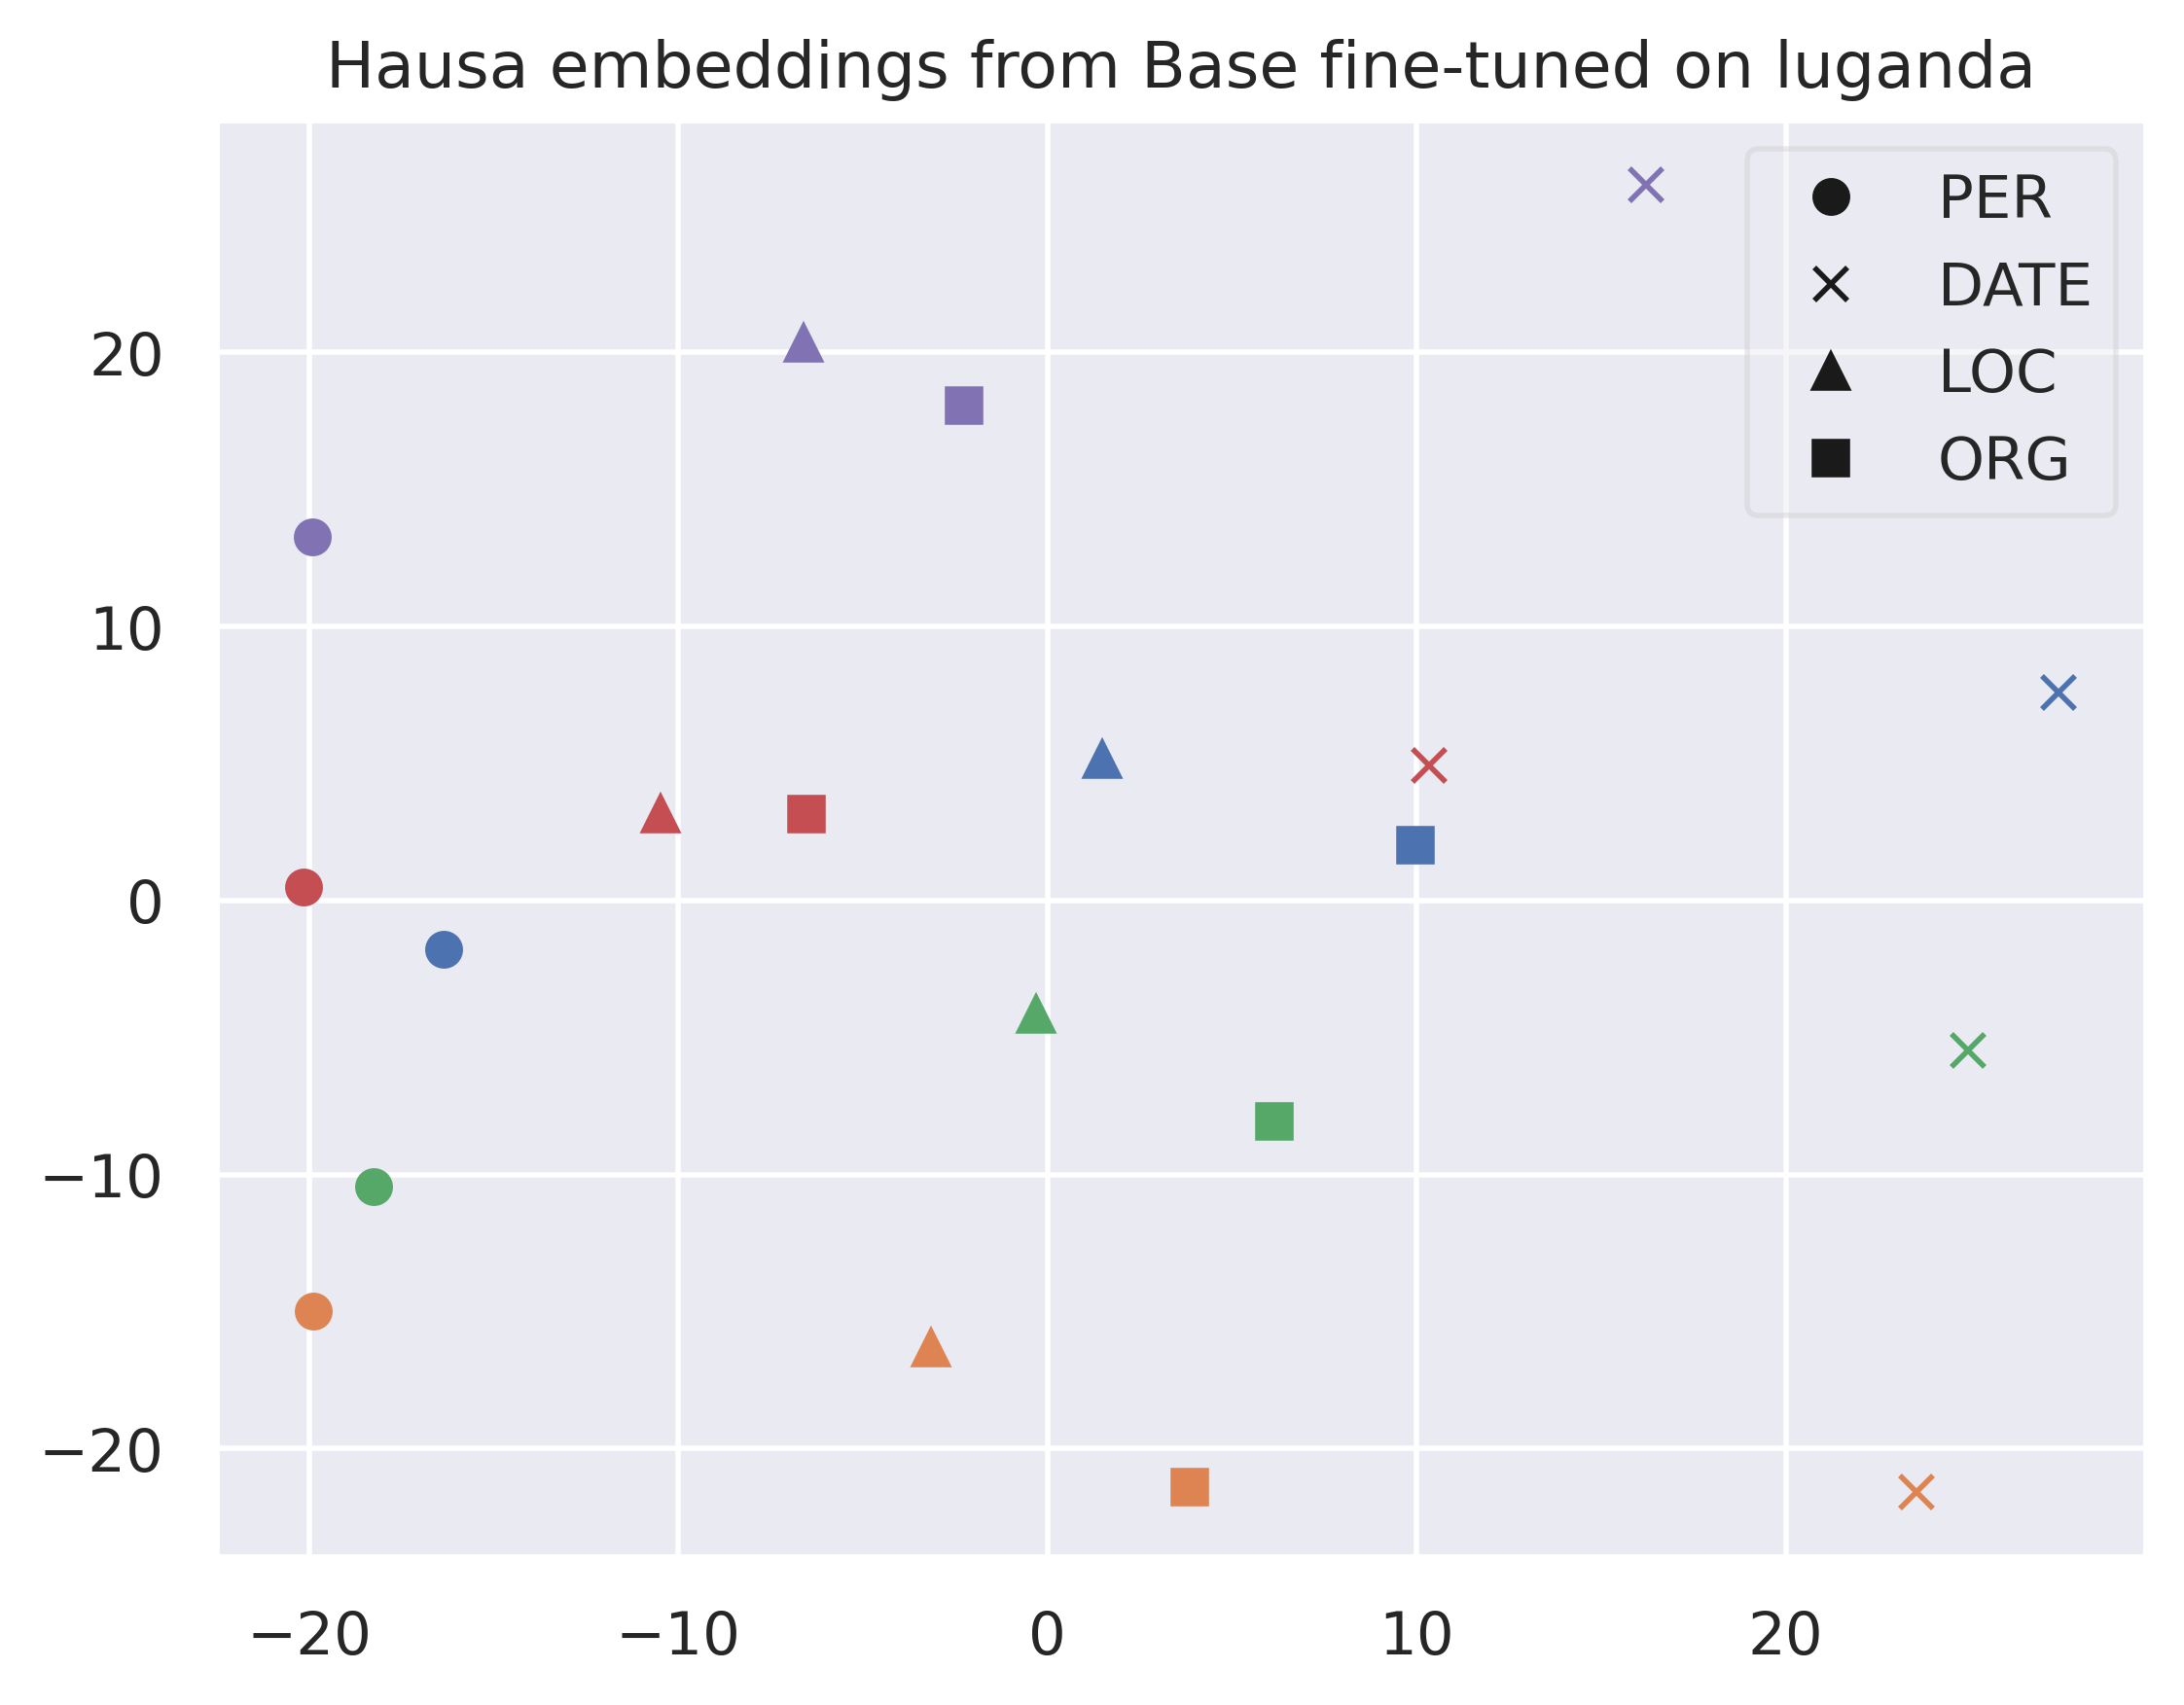 Hausa embeddings from Base fine-tuned on luganda
PER
DATE
LOC
ORG
20
10
0
−10
−20
−20 −10 0 10 20